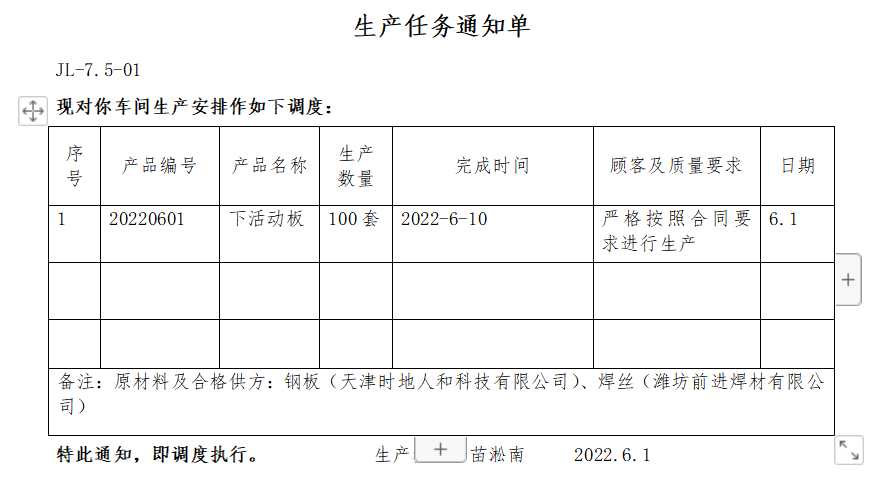 生产任务通知单
JL-7.5-01
现对你车间生产安排作如下调度：
序号 产品编号 产品名称 生产数量 完成时间 顾客及质量要求 日期
1 20220601 下活动板 100套 2022-6-10 严格按照合同要求进行生产 6.1
备注：原材料及合格供方：钢板（天津时地人和科技有限公司）、焊丝（潍坊前进焊材有限公
司）
特此通知，即调度执行。 生产 苗淞南 2022.6.1